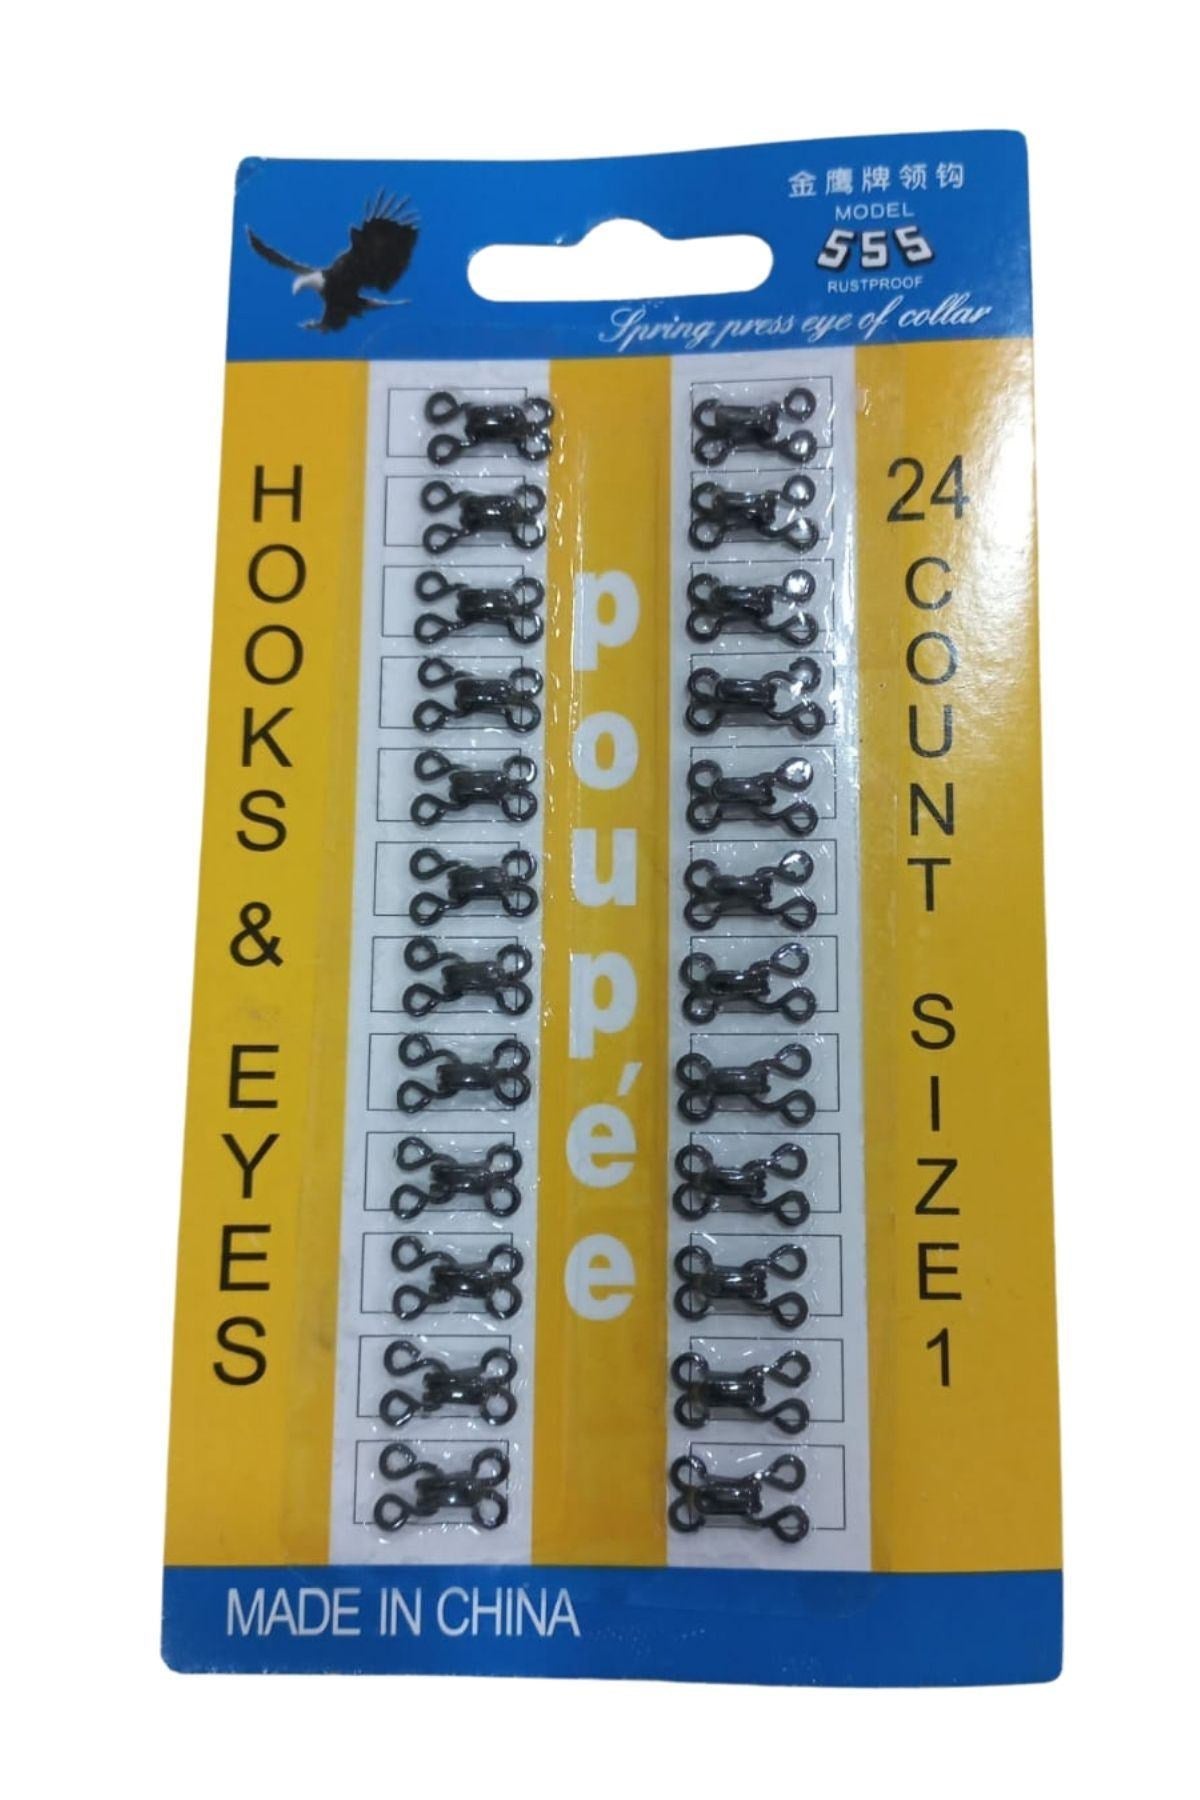 金鹰牌领钩
MODEL
555
RUSTPROOF
Spring press eye of collar
HOOKS & EYES
poupée
24 COUNT SIZE 1
MADE IN CHINA